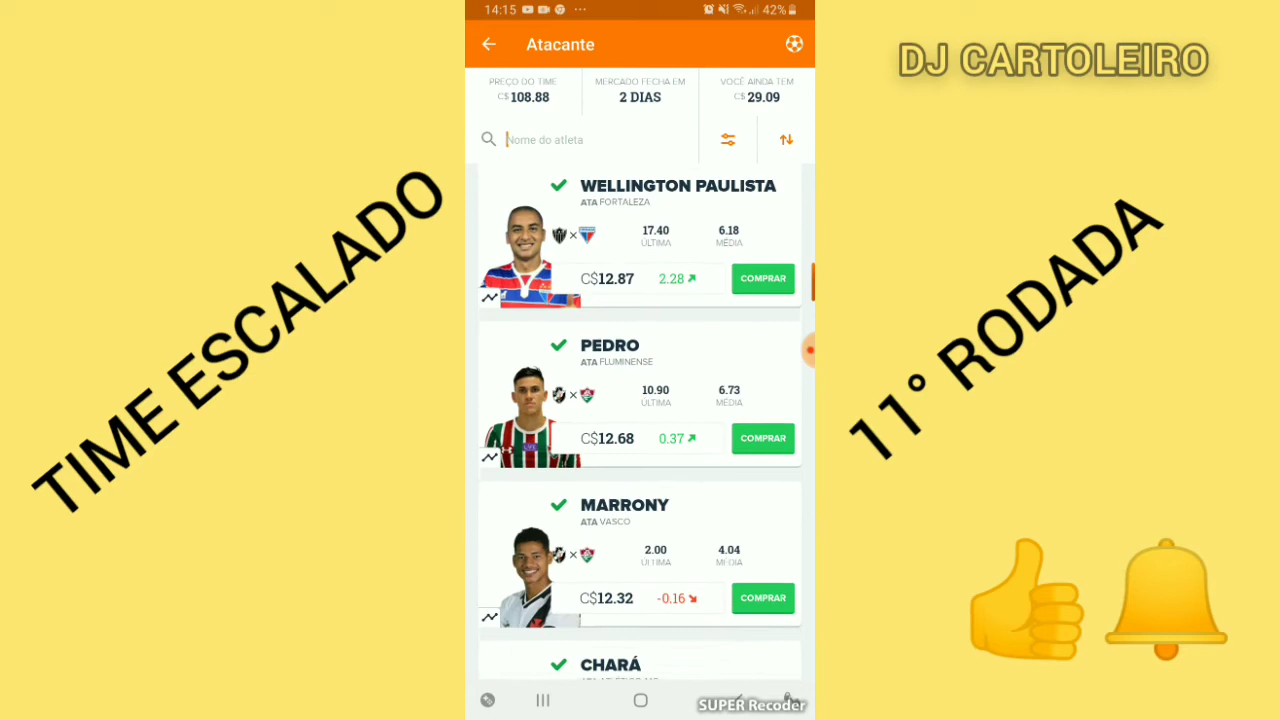 14:15
42%
Atacante
DJ CARTOLEIRO
PREÇO DO TIME
C$ 108.88
MERCADO FECHA EM
2 DIAS
VOCÊ AINDA TEM
C$ 29.09
Nome do atleta
TIME ESCALADO
11° RODADA
WELLINGTON PAULISTA
ATA FORTALEZA
17.40 6.18
ÚLTIMA MÉDIA
C$12.87 2.28 COMPRAR
PEDRO
ATA FLUMINENSE
10.90 6.73
ÚLTIMA MÉDIA
C$12.68 0.37 COMPRAR
MARRONY
ATA VASCO
2.00 4.04
ÚLTIMA MÉDIA
C$12.32 -0.16 COMPRAR
CHARÁ
SUPER Recoder